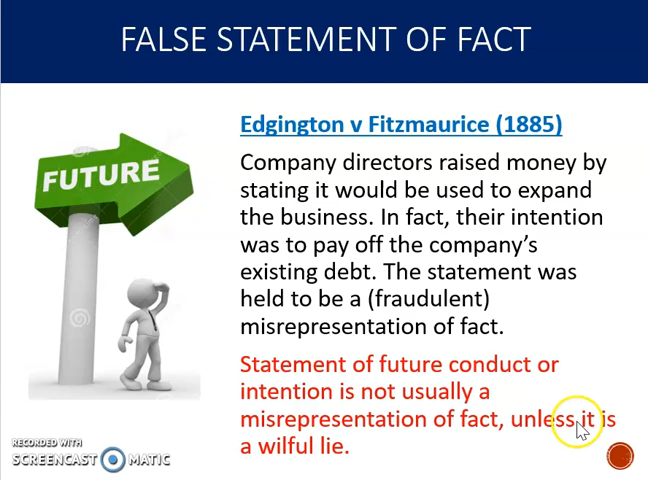 FALSE STATEMENT OF FACT
FUTURE
Edgington v Fitzmaurice (1885)
Company directors raised money by
stating it would be used to expand
the business. In fact, their intention
was to pay off the company's
existing debt. The statement was
held to be a (fraudulent)
misrepresentation of fact.
Statement of future conduct or
intention is not usually a
misrepresentation of fact, unless it is
a wilful lie.
RECORDED WITH
SCREENCAST MATIC